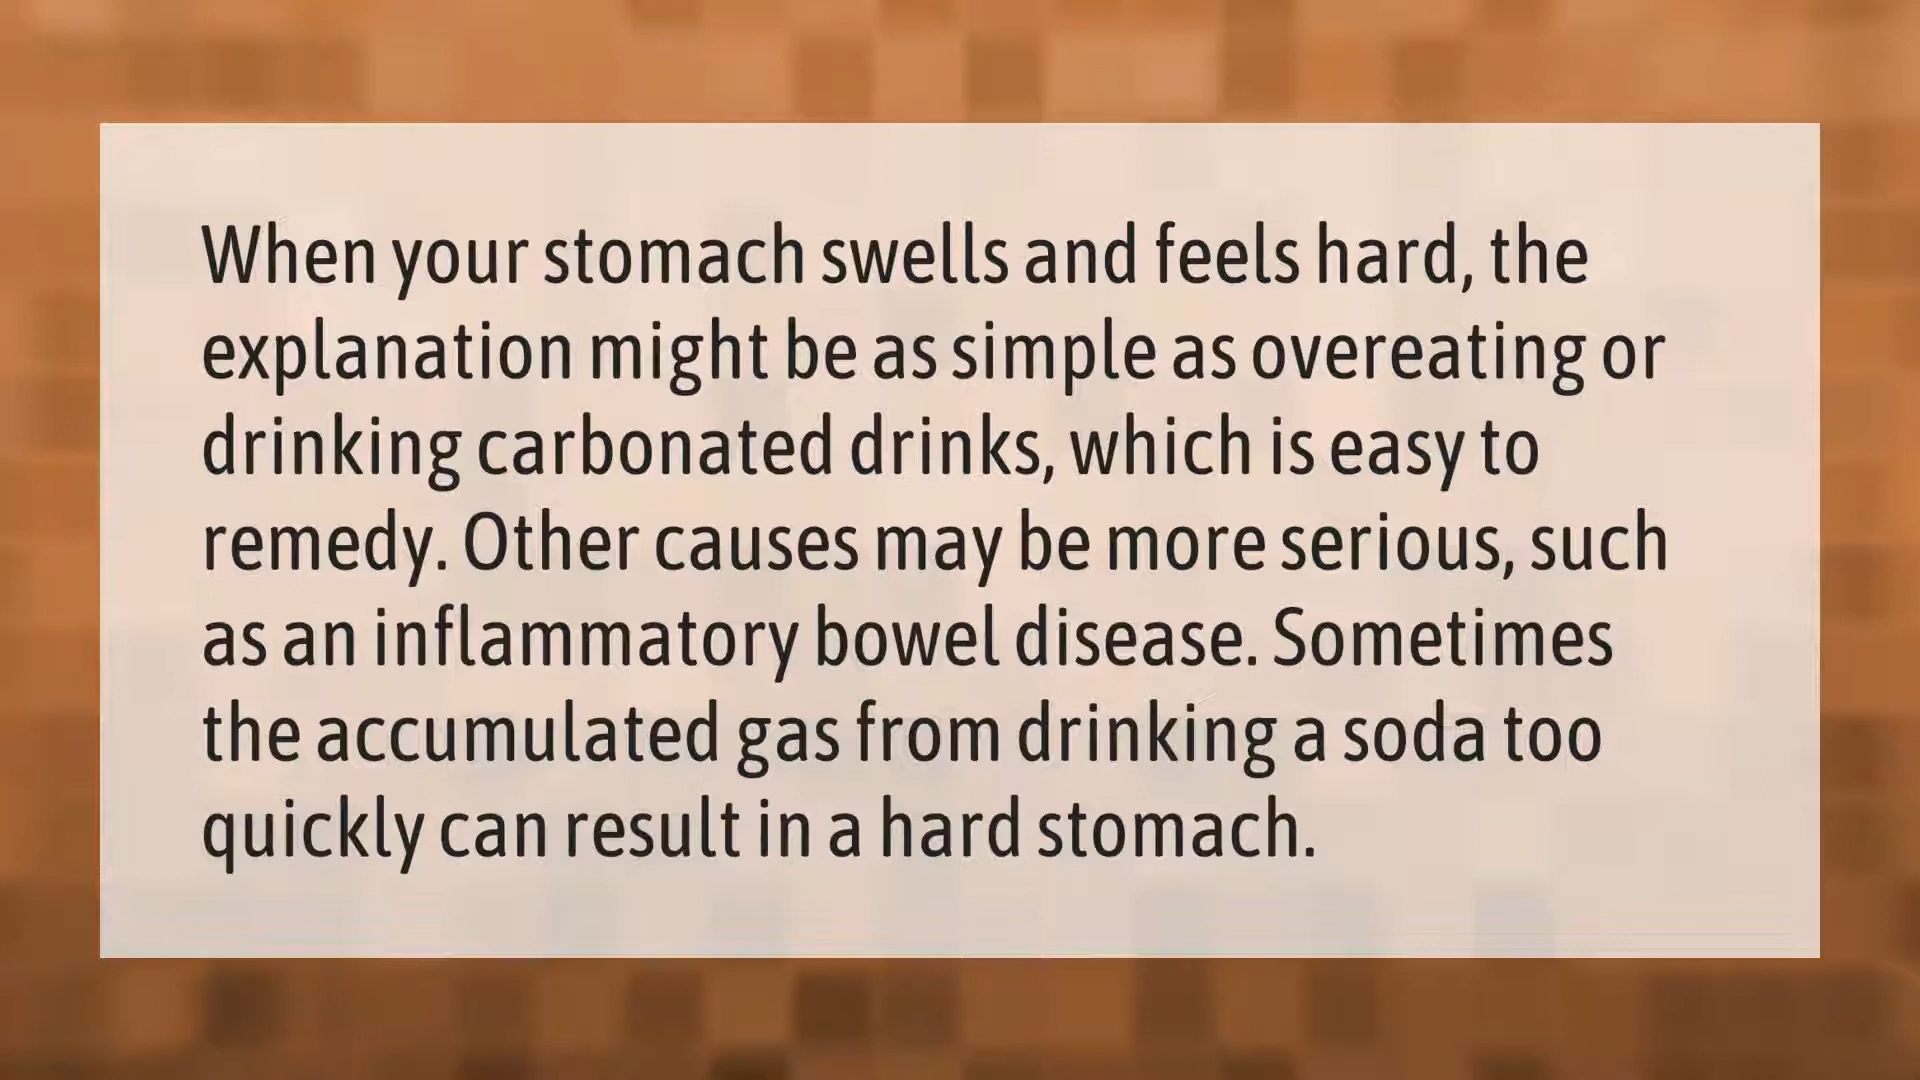 When your stomach swells and feels hard, the
explanation might be as simple as overeating or
drinking carbonated drinks, which is easy to
remedy. Other causes may be more serious, such
as an inflammatory bowel disease. Sometimes
the accumulated gas from drinking a soda too
quickly can result in a hard stomach.